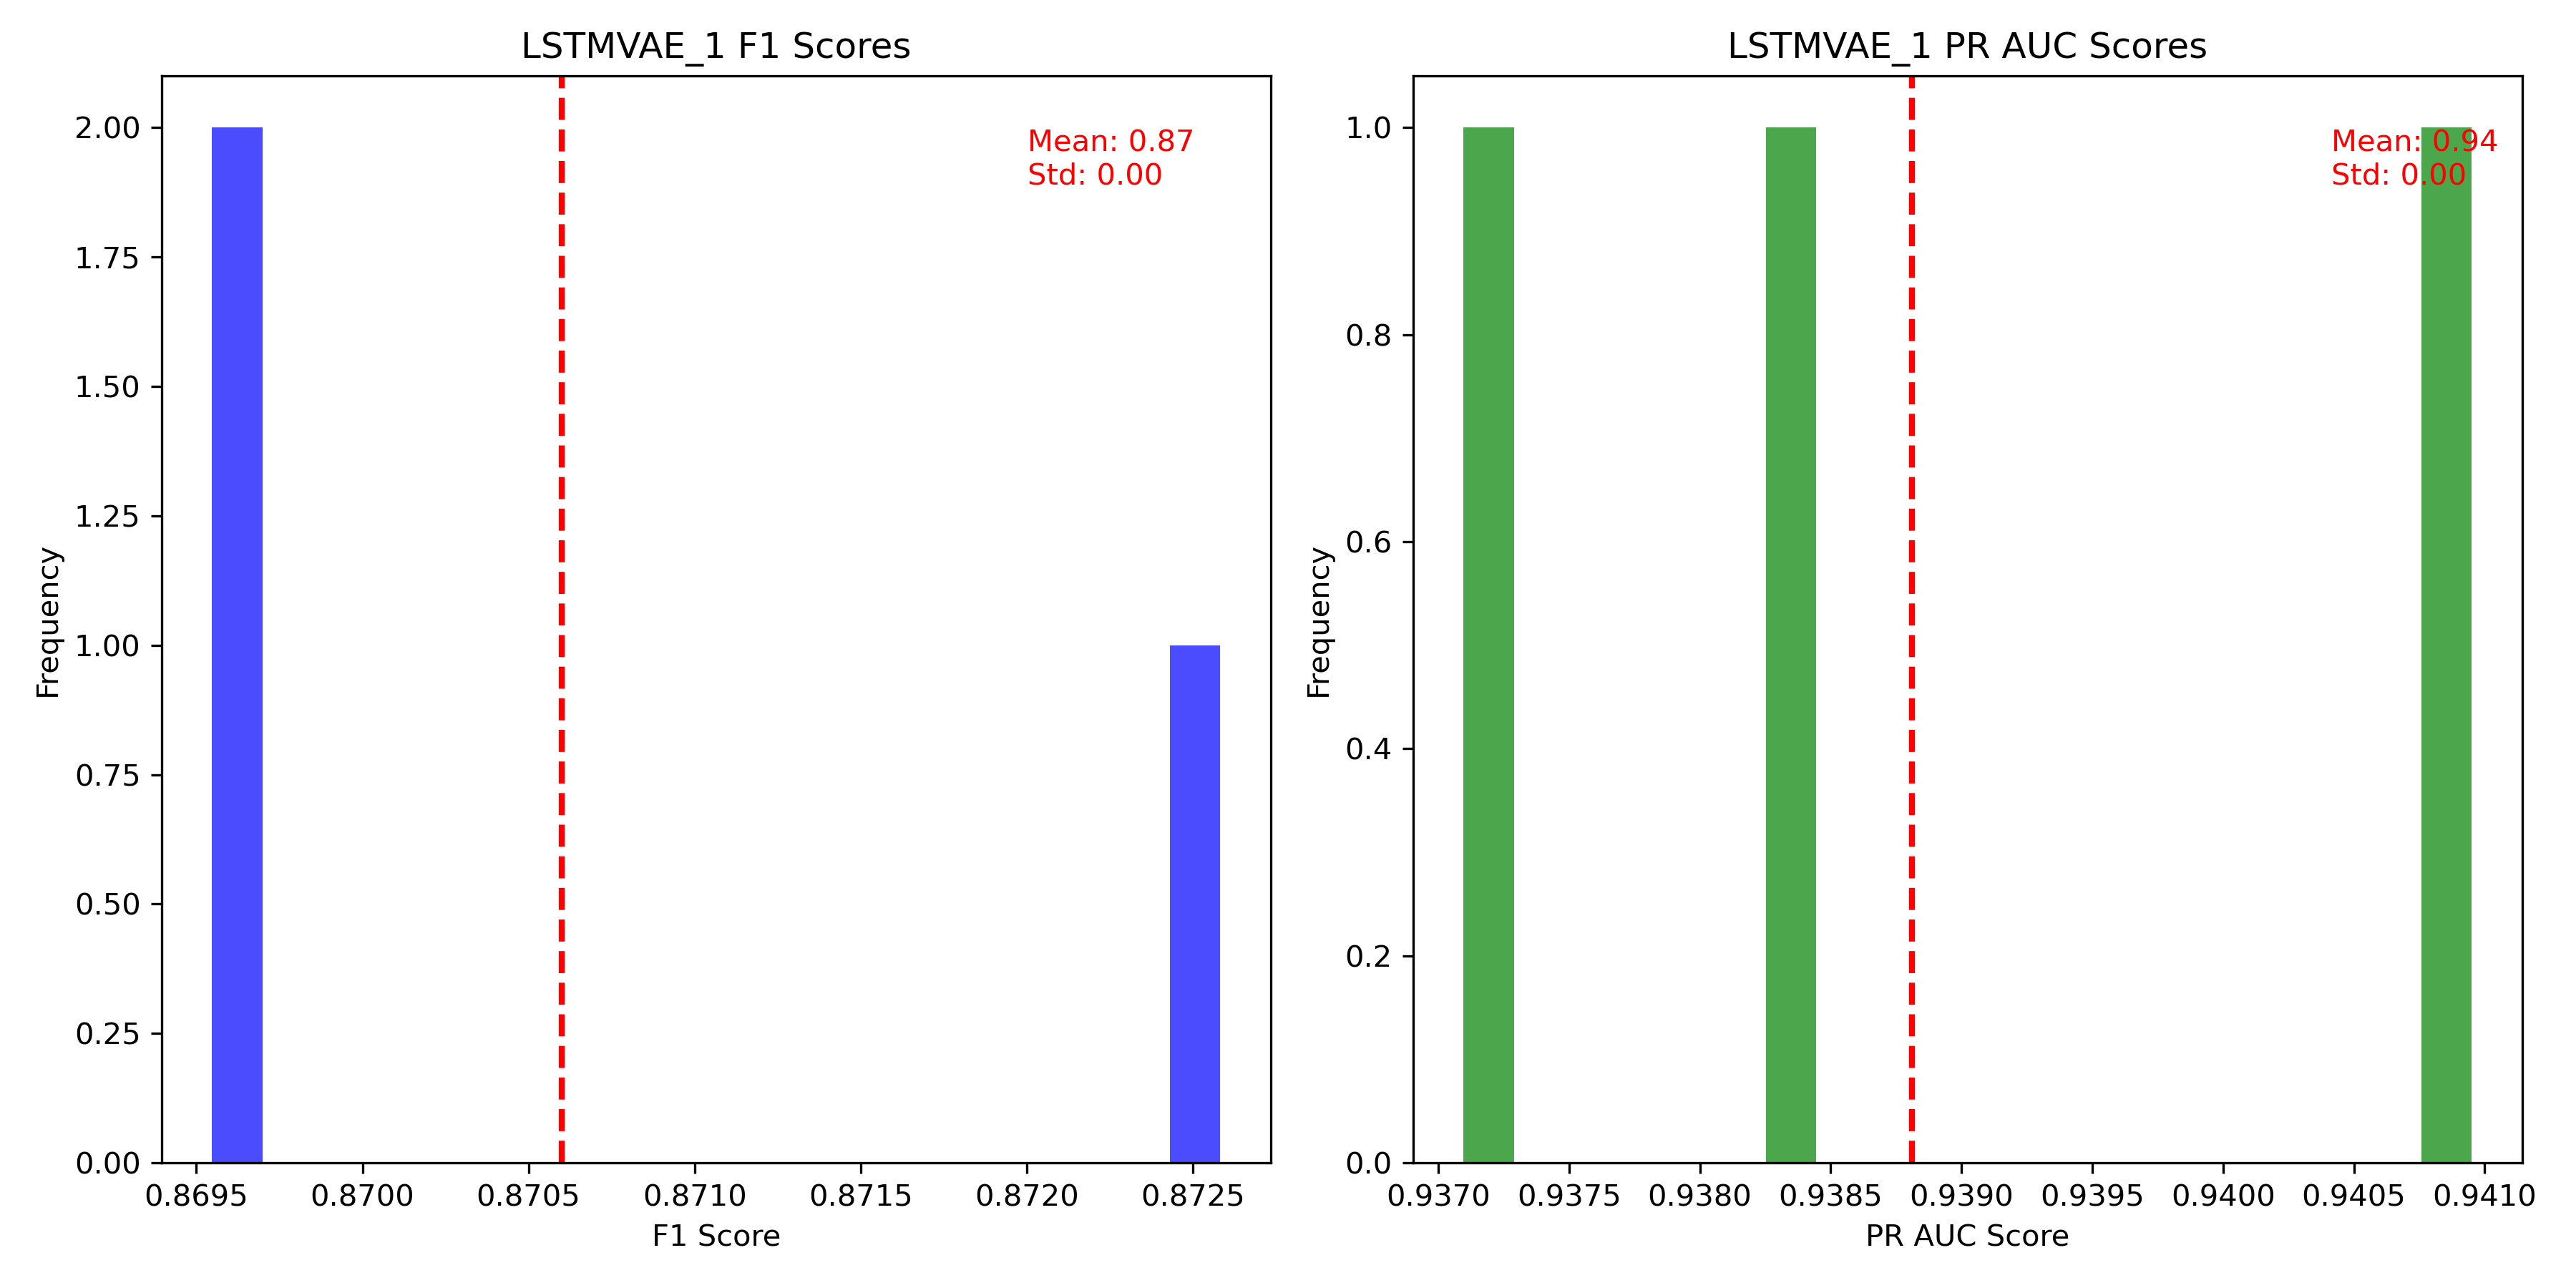 LSTMVAE_1 F1 Scores
Mean: 0.87
Std: 0.00
2.00
1.75
1.50
1.25
1.00
0.75
0.50
0.25
0.00
Frequency
0.8695 0.8700 0.8705 0.8710 0.8715 0.8720 0.8725
F1 Score
LSTMVAE_1 PR AUC Scores
Mean: 0.94
Std: 0.00
1.0
0.8
0.6
0.4
0.2
0.0
Frequency
0.9370 0.9375 0.9380 0.9385 0.9390 0.9395 0.9400 0.9405 0.9410
PR AUC Score